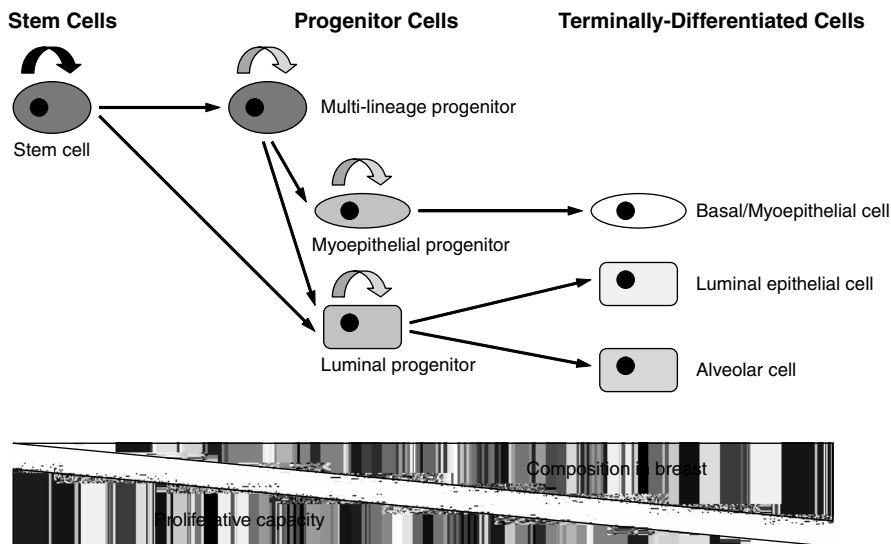 Stem Cells
Progenitor Cells
Terminally-Differentiated Cells
Multi-lineage progenitor
Stem cell
Basal/Myoepithelial cell
Myoepithelial progenitor
Luminal epithelial cell
Luminal progenitor
Alveolar cell
Composition in breast
Proliferative capacity